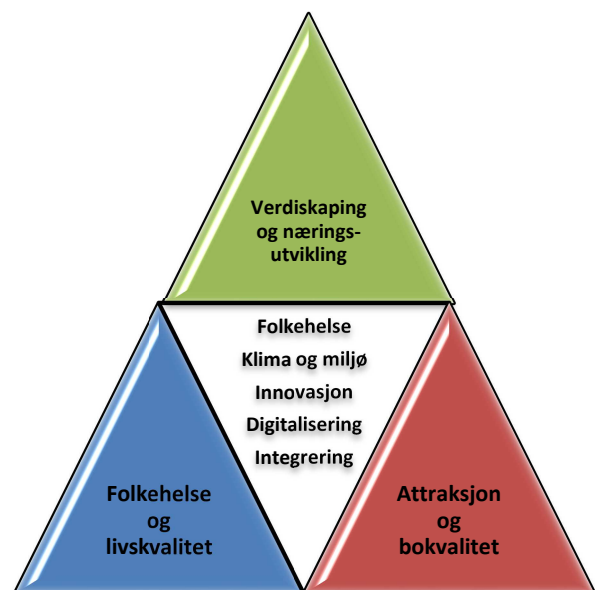 Verdiskaping
og nærings-
utvikling
Folkehelse
Klima og miljø
Innovasjon
Digitalisering
Integrering
Folkehelse
og
livskvalitet
Attraksjon
og
bokvalitet